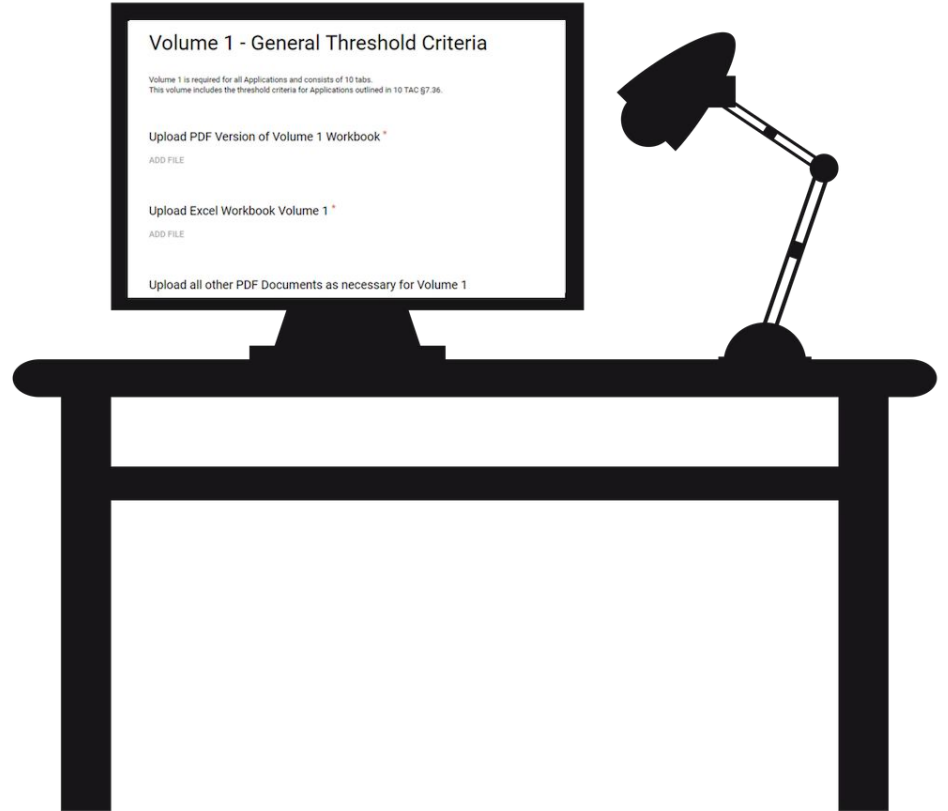 Volume 1 - General Threshold Criteria
Volume 1 is required for all Applications and consists of 10 tabs.
This volume includes the threshold criteria for Applications outlined in 10 TAC §7.36.
Upload PDF Version of Volume 1 Workbook *
ADD FILE
Upload Excel Workbook Volume 1 *
ADD FILE
Upload all other PDF Documents as necessary for Volume 1